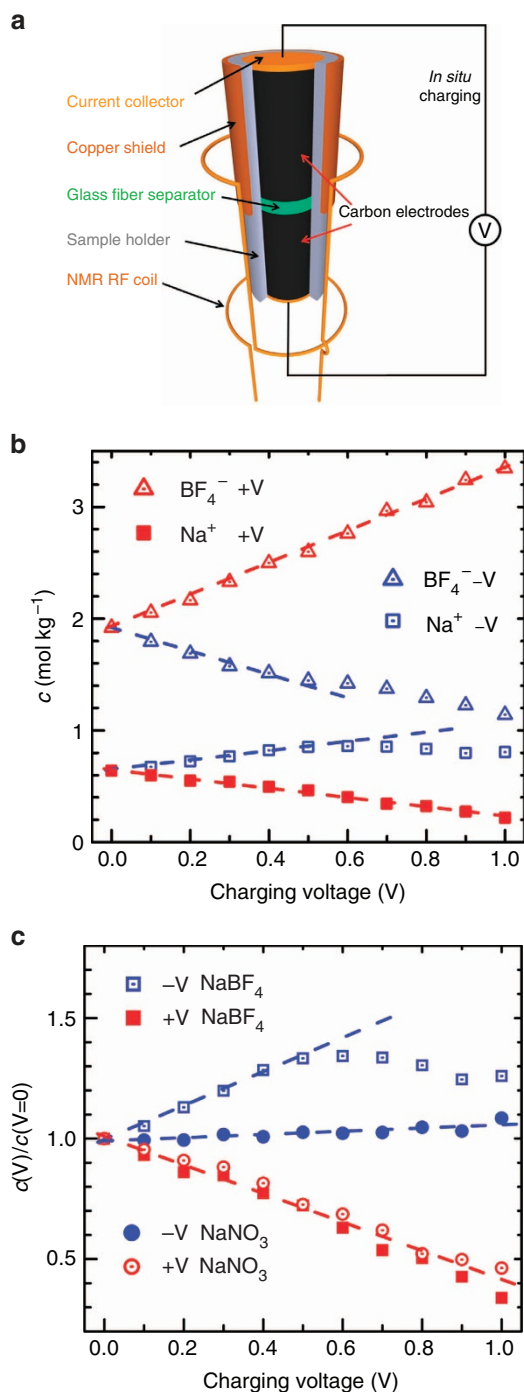 a
In situ
charging
Current collector
Copper shield
Glass fiber separator
Carbon electrodes
V
Sample holder
NMR RF coil
b
3
2
1
0
c (mol kg⁻¹)
BF₄⁻ +V
Na⁺ +V
BF₄⁻ –V
Na⁺ –V
0.0 0.2 0.4 0.6 0.8 1.0
Charging voltage (V)
c
1.5
1.0
0.5
c(V)/c(V=0)
–V NaBF₄
+V NaBF₄
–V NaNO₃
+V NaNO₃
0.0 0.2 0.4 0.6 0.8 1.0
Charging voltage (V)